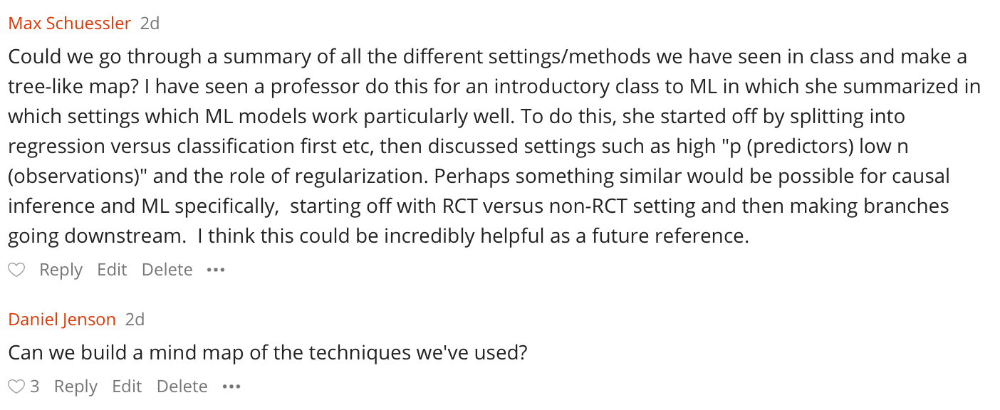 Max Schuessler 2d
Could we go through a summary of all the different settings/methods we have seen in class and make a
tree-like map? I have seen a professor do this for an introductory class to ML in which she summarized in
which settings which ML models work particularly well. To do this, she started off by splitting into
regression versus classification first etc, then discussed settings such as high "p (predictors) low n
(observations)" and the role of regularization. Perhaps something similar would be possible for causal
inference and ML specifically,  starting off with RCT versus non-RCT setting and then making branches
going downstream.  I think this could be incredibly helpful as a future reference.
Reply Edit Delete •••
Daniel Jenson 2d
Can we build a mind map of the techniques we've used?
3 Reply Edit Delete •••